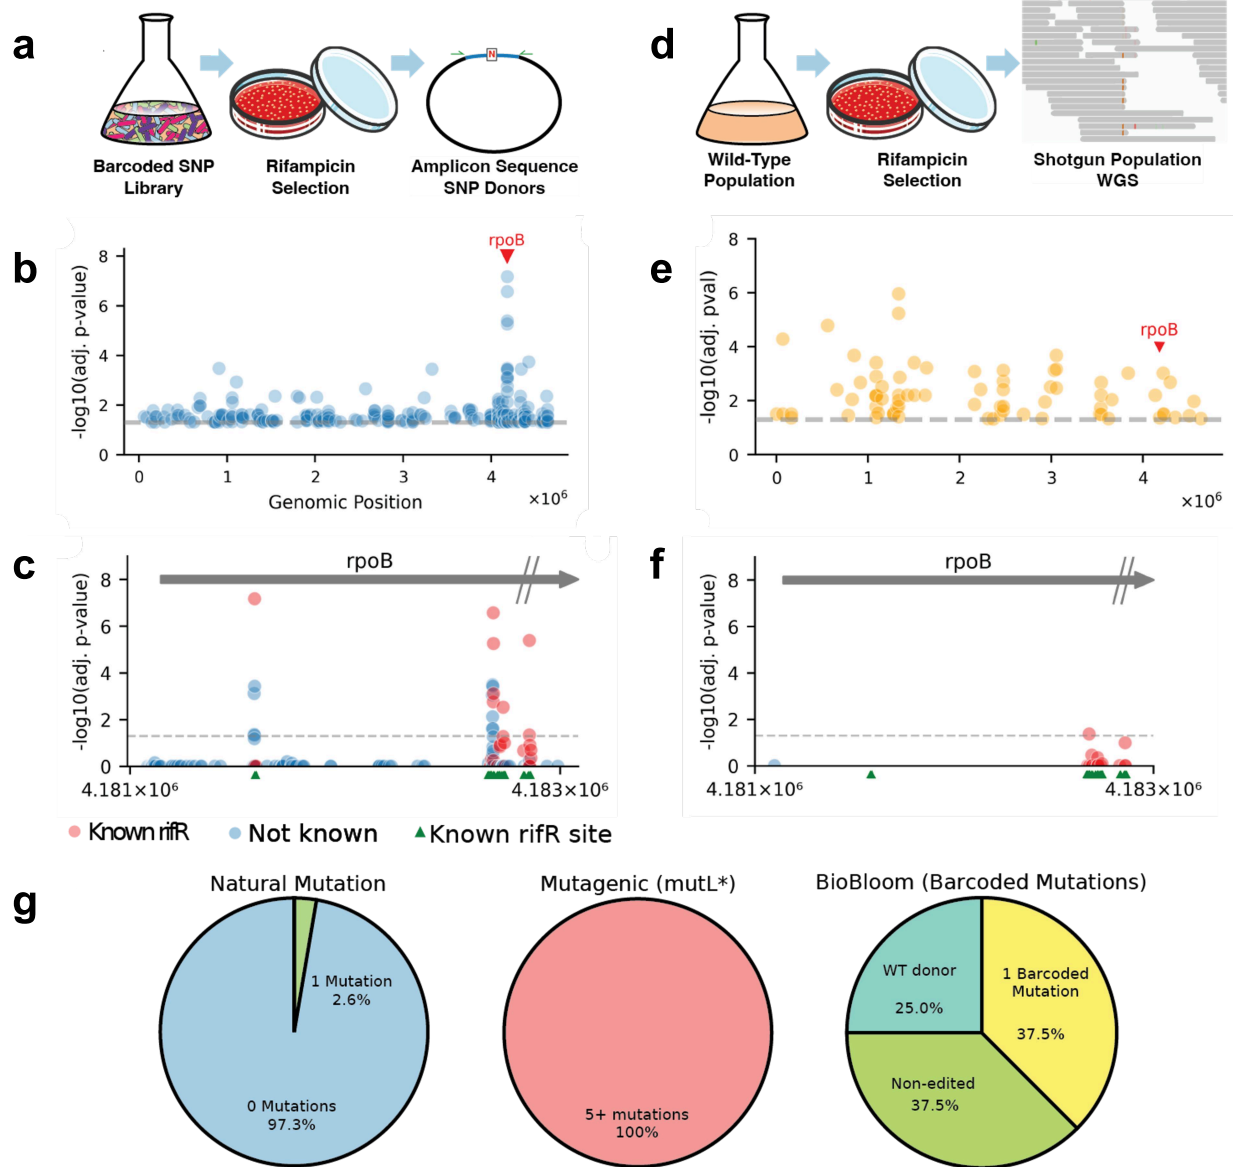 a
N
Barcoded SNP
Library
Rifampicin
Selection
Amplicon Sequence
SNP Donors
d
Wild-Type
Population
Rifampicin
Selection
Shotgun Population
WGS
b
-log10(adj. p-value)
8
6
4
2
0
rpoB
0
1
2
3
4
×10⁶
Genomic Position
e
-log10(adj. pval)
8
6
4
2
0
rpoB
0
1
2
3
4
×10⁶
c
-log10(adj. p-value)
8
6
4
2
0
rpoB
4.181×10⁶
4.183×10⁶
f
-log10(adj. p-value)
8
6
4
2
0
rpoB
4.181×10⁶
4.183×10⁶
Known rifR
Not known
Known rifR site
g
Natural Mutation
1 Mutation
2.6%
0 Mutations
97.3%
Mutagenic (mutL*)
5+ mutations
100%
BioBloom (Barcoded Mutations)
WT donor
25.0%
1 Barcoded
Mutation
37.5%
Non-edited
37.5%